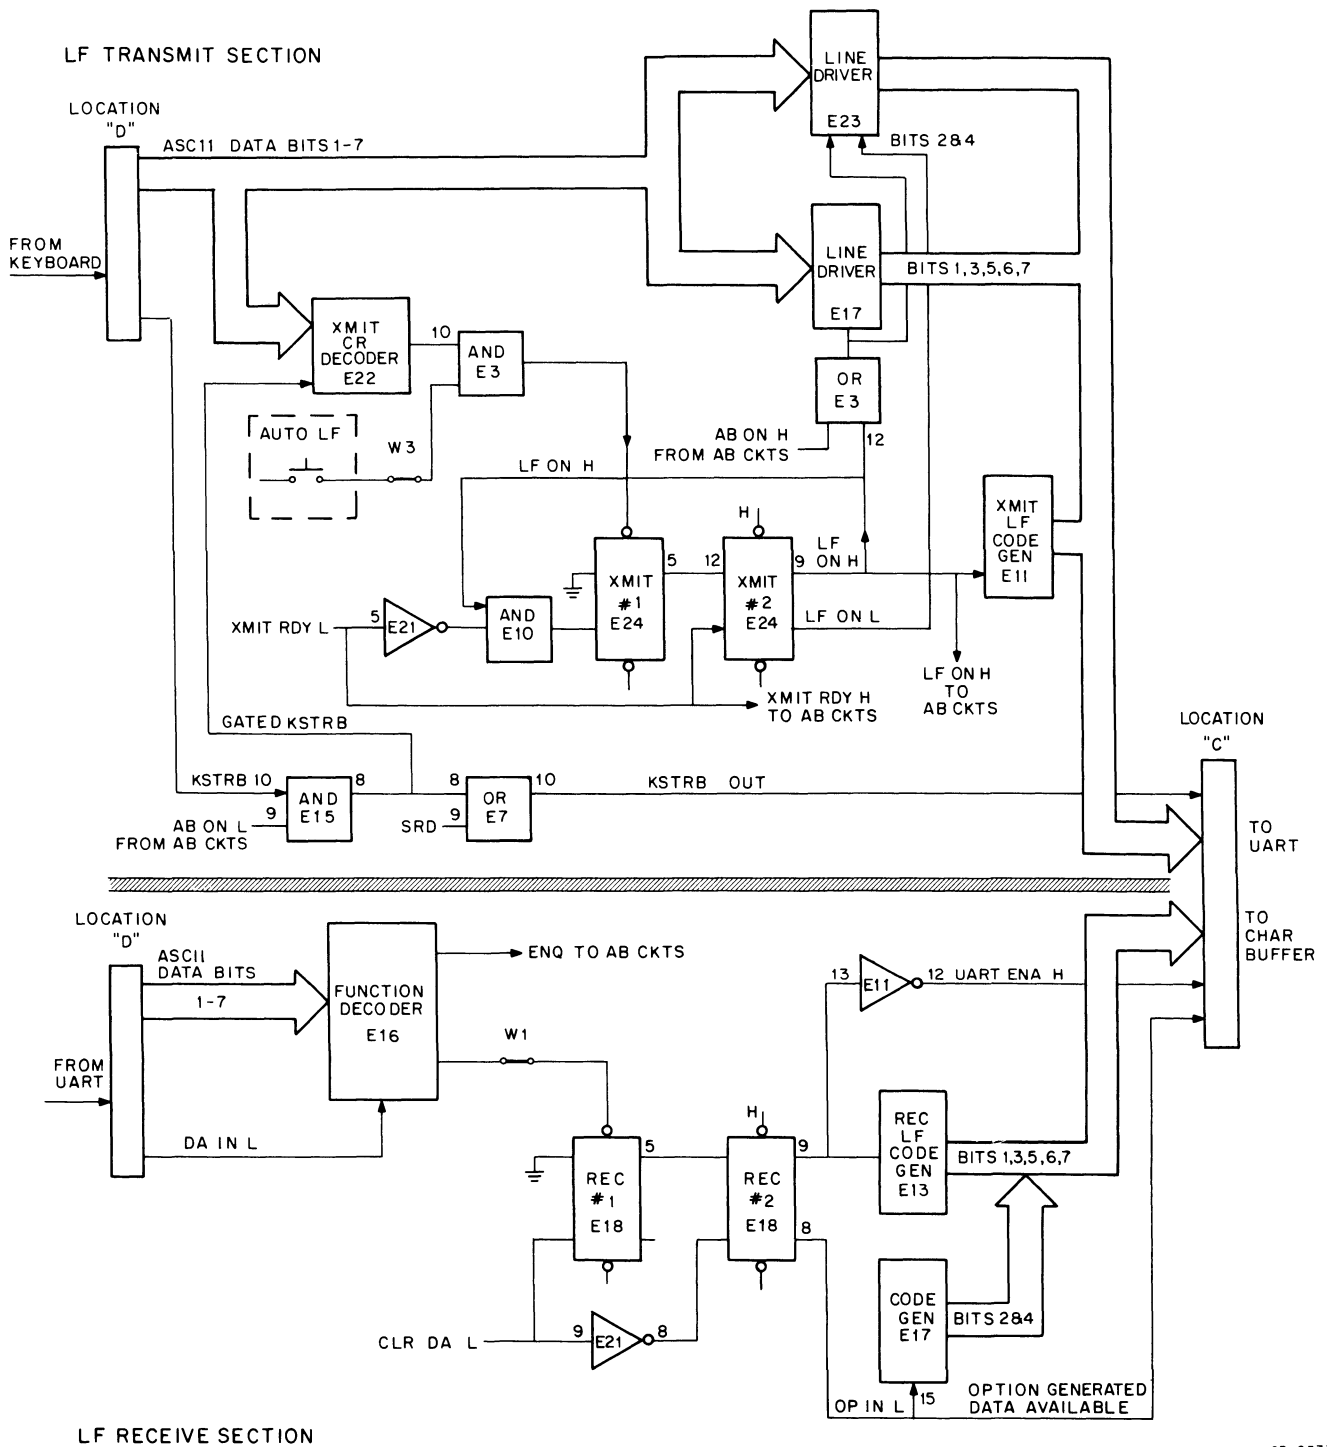 LF TRANSMIT SECTION
LOCATION
"D"
ASC11 DATA BITS 1-7
FROM
KEYBOARD
LINE
DRIVER
E23
BITS 2&4
LINE
DRIVER
E17
BITS 1,3,5,6,7
XMIT
CR
DECODER
E22
10
AND
E3
OR
E3
AUTO LF
W3
AB ON H
FROM AB CKTS
12
LF ON H
H
XMIT
LF
CODE
GEN
E11
XMIT
#1
E24
5
12
XMIT
#2
E24
9
LF
ON H
LF ON L
XMIT RDY L
5
E21
AND
E10
LF ON H
TO
AB CKTS
XMIT RDY H
TO AB CKTS
GATED KSTRB
LOCATION
"C"
KSTRB 10
AND
E15
8
9
AB ON L
FROM AB CKTS
8
OR
E7
10
9
SRD
KSTRB OUT
TO
UART
LOCATION
"D"
ASCII
DATA BITS
1-7
FUNCTION
DECODER
E16
ENQ TO AB CKTS
TO
CHAR
BUFFER
FROM
UART
W1
13
E11
12
UART ENA H
DA IN L
H
REC
#1
E18
5
REC
#2
E18
9
8
REC
LF
CODE
GEN
E13
BITS 1,3,5,6,7
CODE
GEN
E17
BITS 2&4
CLR DA L
9
E21
8
OP IN L
15
OPTION GENERATED
DATA AVAILABLE
LF RECEIVE SECTION